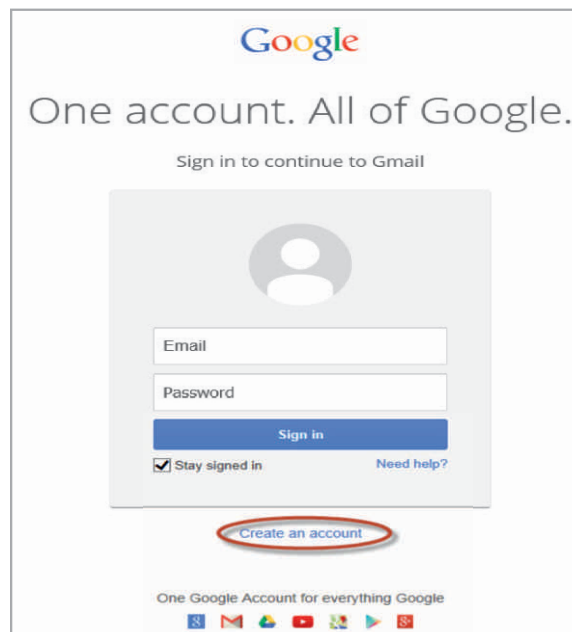 Google
One account. All of Google.
Sign in to continue to Gmail
Email
Password
Sign in
Stay signed in
Need help?
Create an account
One Google Account for everything Google